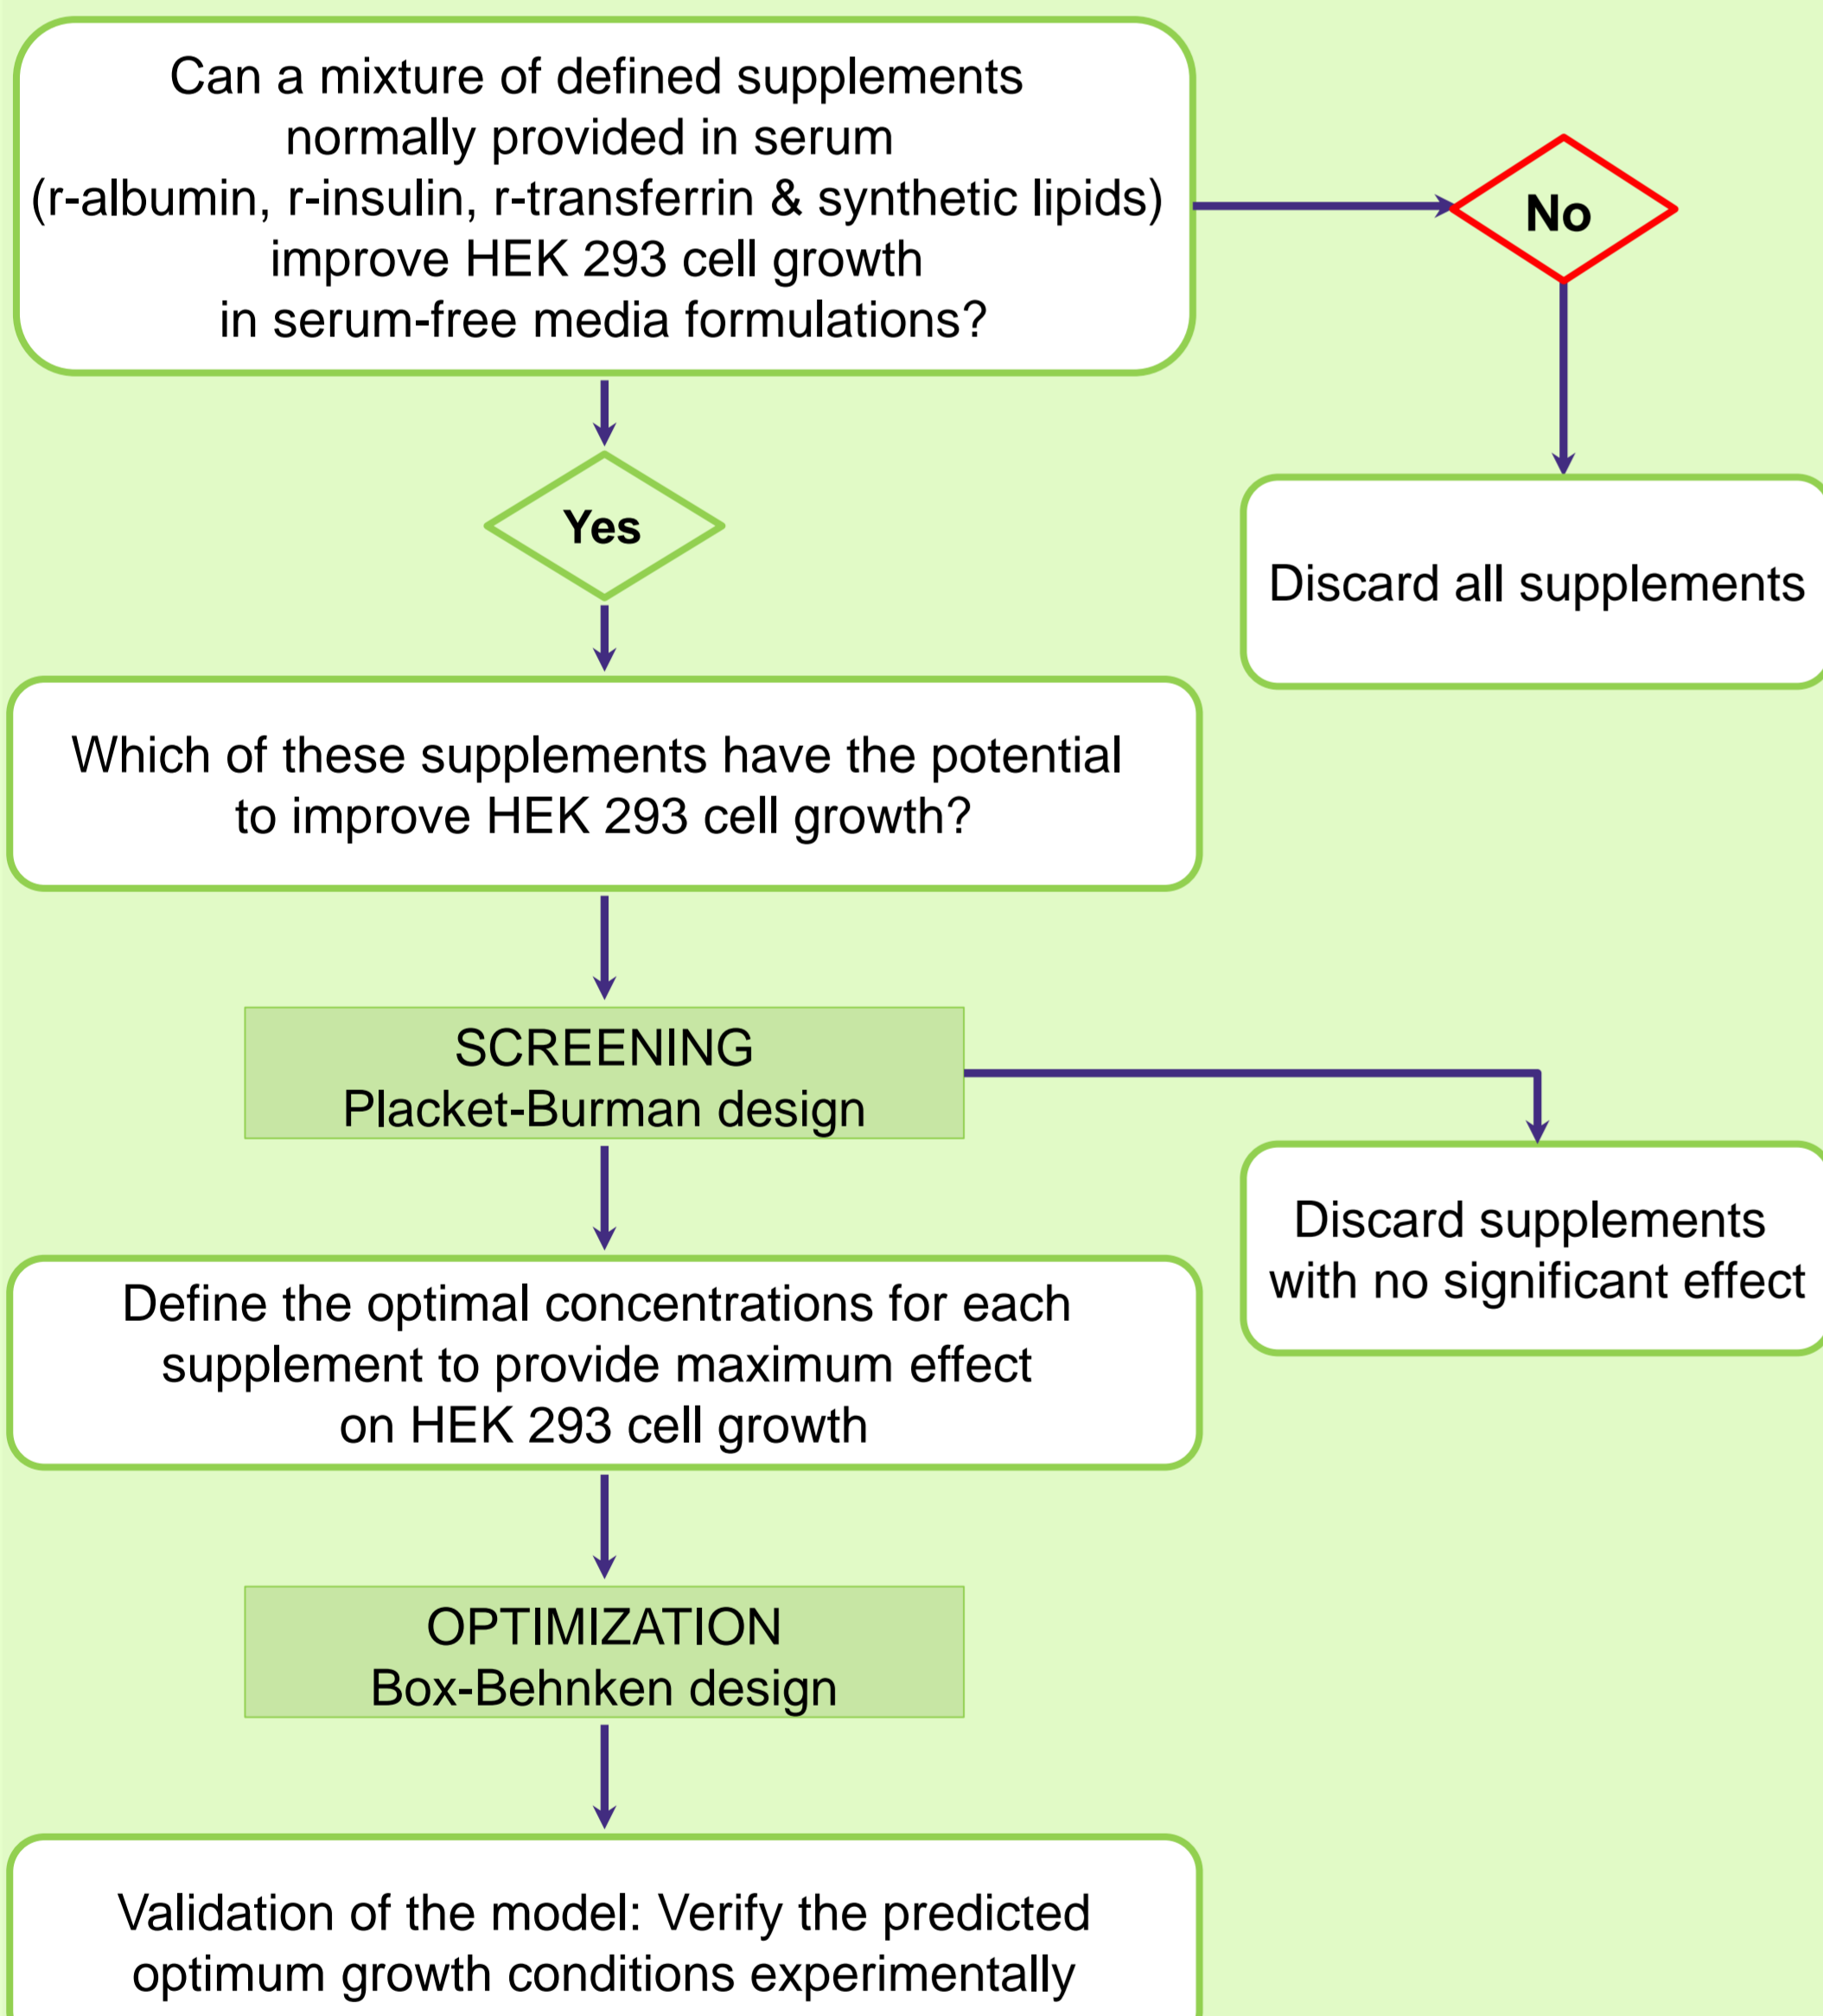 Can a mixture of defined supplements
normally provided in serum
(r-albumin, r-insulin, r-transferrin & synthetic lipids)
improve HEK 293 cell growth
in serum-free media formulations?
No
Yes
Discard all supplements
Which of these supplements have the potential
to improve HEK 293 cell growth?
SCREENING
Placket-Burman design
Discard supplements
with no significant effect
Define the optimal concentrations for each
supplement to provide maximum effect
on HEK 293 cell growth
OPTIMIZATION
Box-Behnken design
Validation of the model: Verify the predicted
optimum growth conditions experimentally